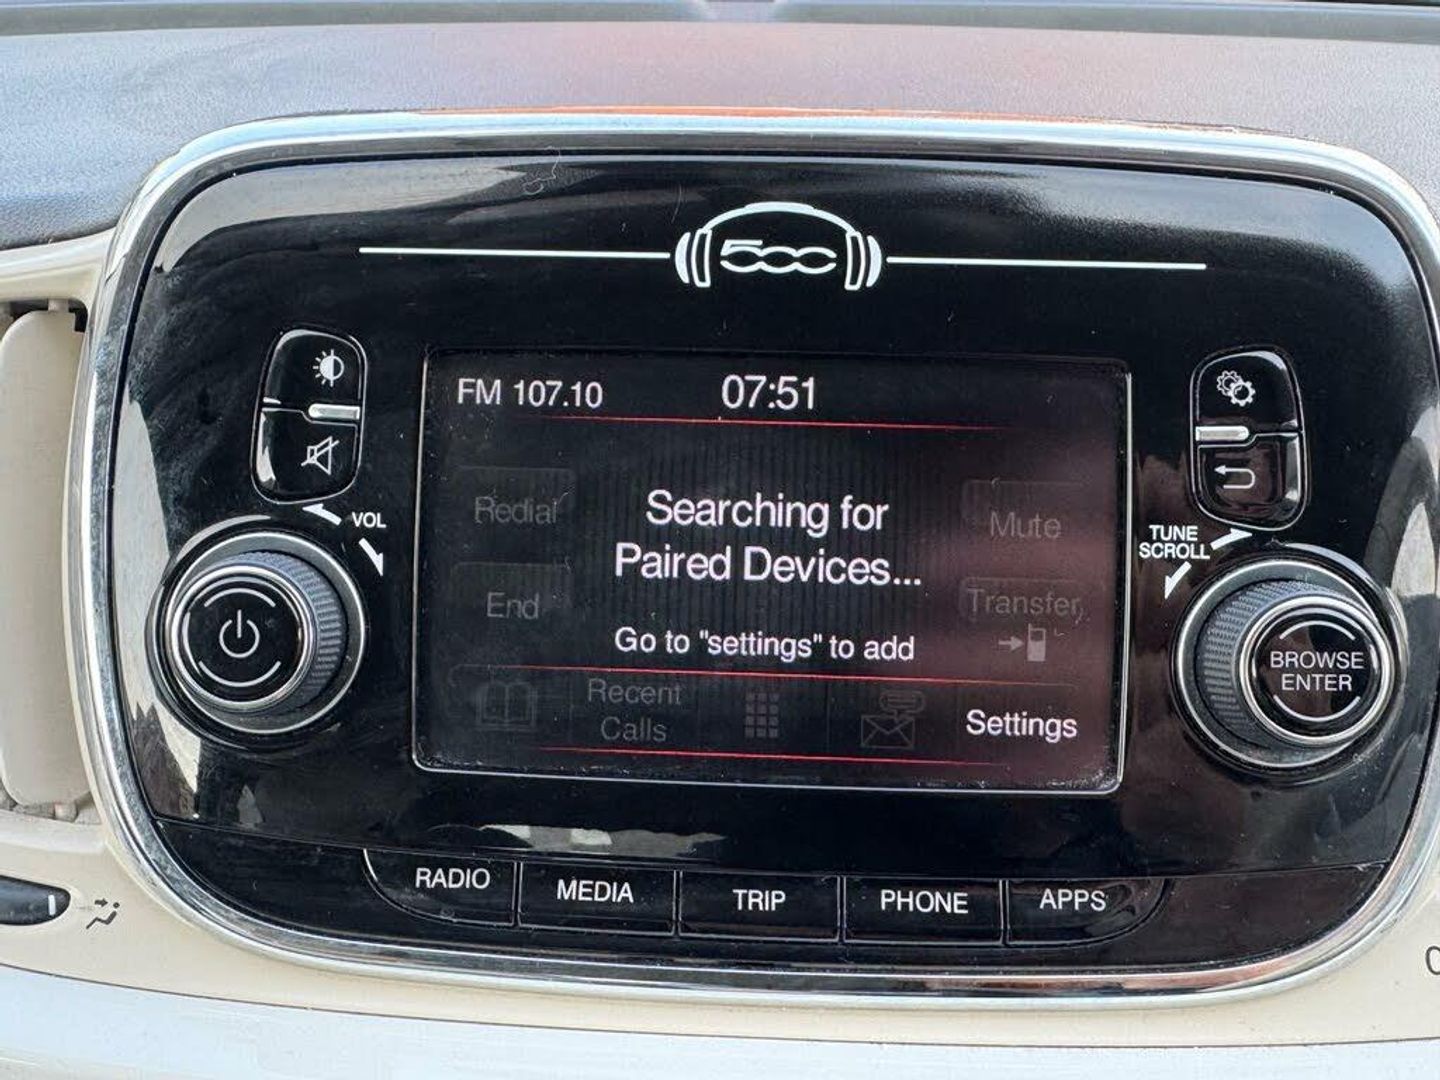 500
FM 107.10 07:51
Redial
Searching for
Paired Devices...
Mute
End
Transfer
Go to "settings" to add
Recent
Calls
Settings
VOL
TUNE
SCROLL
BROWSE
ENTER
RADIO MEDIA TRIP PHONE APPS